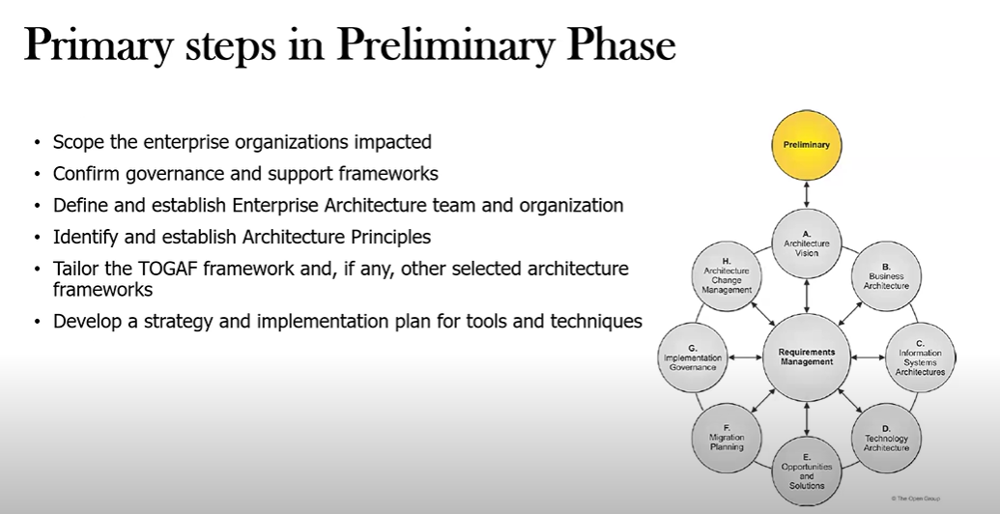 Primary steps in Preliminary Phase
• Scope the enterprise organizations impacted
• Confirm governance and support frameworks
• Define and establish Enterprise Architecture team and organization
• Identify and establish Architecture Principles
• Tailor the TOGAF framework and, if any, other selected architecture
frameworks
• Develop a strategy and implementation plan for tools and techniques
Preliminary
A.
Architecture
Vision
B.
Business
Architecture
C.
Information
Systems
Architectures
D.
Technology
Architecture
E.
Opportunities
and
Solutions
F.
Migration
Planning
G.
Implementation
Governance
H.
Architecture
Change
Management
Requirements
Management
© The Open Group